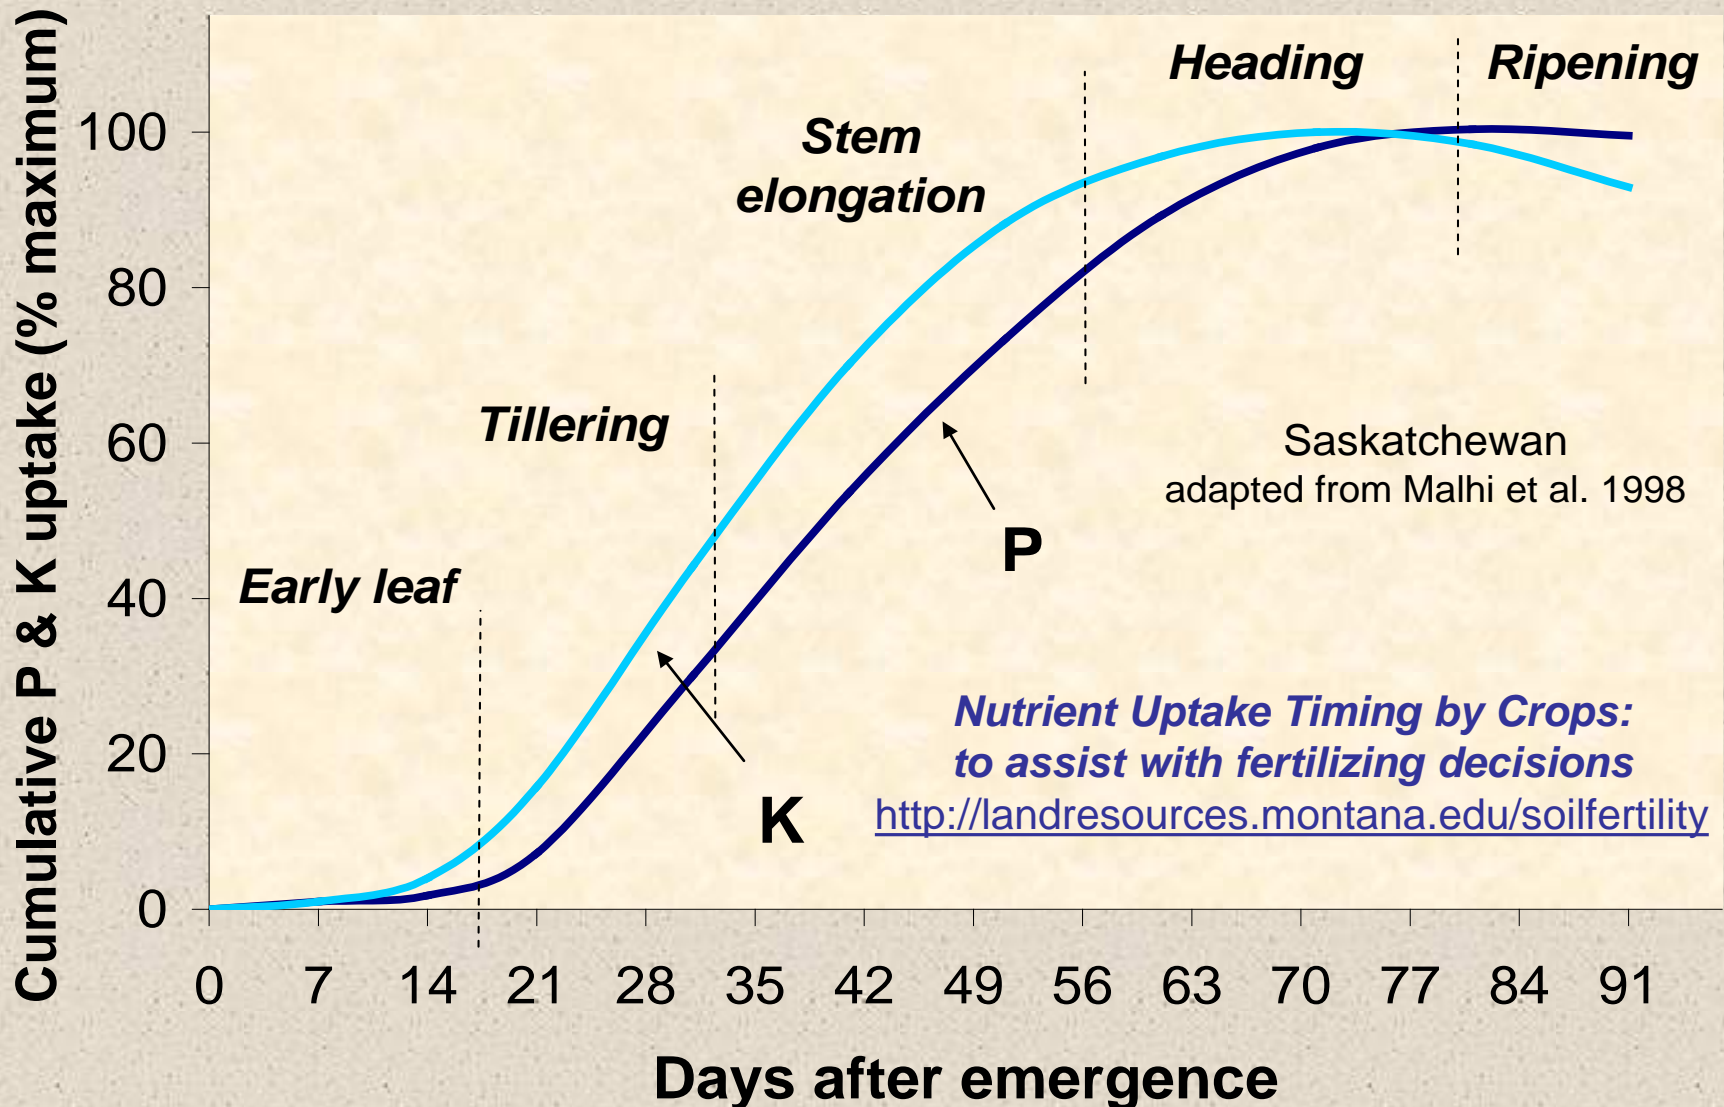 Cumulative P & K uptake (% maximum)
100
80
60
40
20
0
Early leaf
Tillering
Stem
elongation
Heading
Ripening
Saskatchewan
adapted from Malhi et al. 1998
P
K
Nutrient Uptake Timing by Crops:
to assist with fertilizing decisions
http://landresources.montana.edu/soilfertility
0 7 14 21 28 35 42 49 56 63 70 77 84 91
Days after emergence